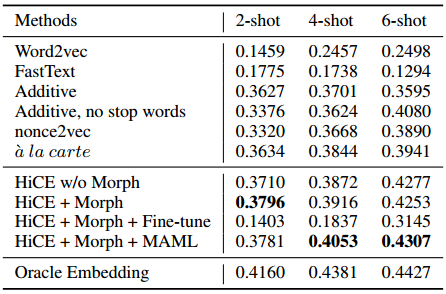 Methods 2-shot 4-shot 6-shot
Word2vec 0.1459 0.2457 0.2498
FastText 0.1775 0.1738 0.1294
Additive 0.3627 0.3701 0.3595
Additive, no stop words 0.3376 0.3624 0.4080
nonce2vec 0.3320 0.3668 0.3890
à la carte 0.3634 0.3844 0.3941
HiCE w/o Morph 0.3710 0.3872 0.4277
HiCE + Morph 0.3796 0.3916 0.4253
HiCE + Morph + Fine-tune 0.1403 0.1837 0.3145
HiCE + Morph + MAML 0.3781 0.4053 0.4307
Oracle Embedding 0.4160 0.4381 0.4427